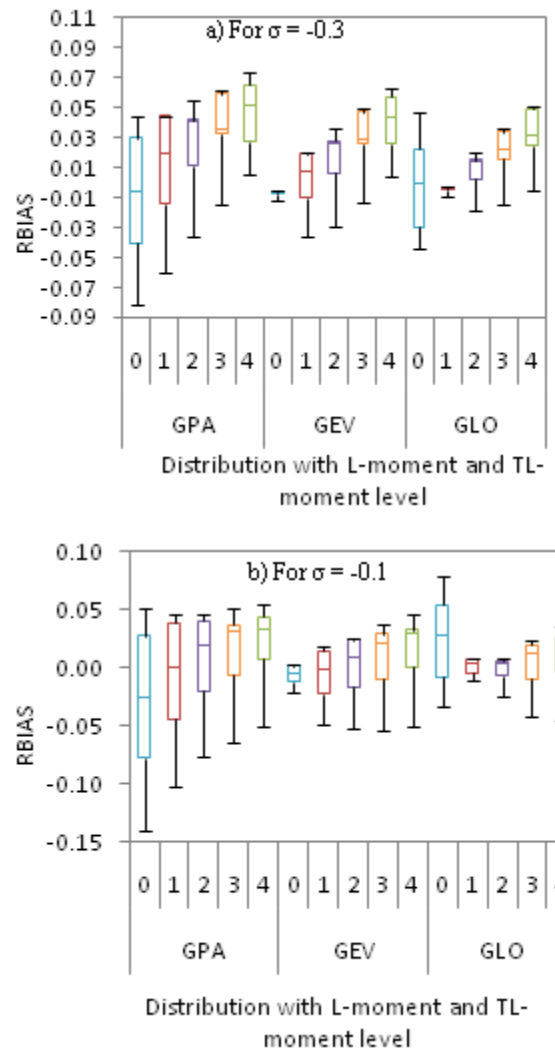 a) For σ = -0.3
0.11
0.09
0.07
0.05
0.03
0.01
-0.01
-0.03
-0.05
-0.07
-0.09
RBIAS
0 1 2 3 4 0 1 2 3 4 0 1 2 3 4
GPA GEV GLO
Distribution with L-moment and TL-
moment level
b) For σ = -0.1
0.10
0.05
0.00
-0.05
-0.10
-0.15
RBIAS
0 1 2 3 4 0 1 2 3 4 0 1 2 3
GPA GEV GLO
Distribution with L-moment and TL-
moment level